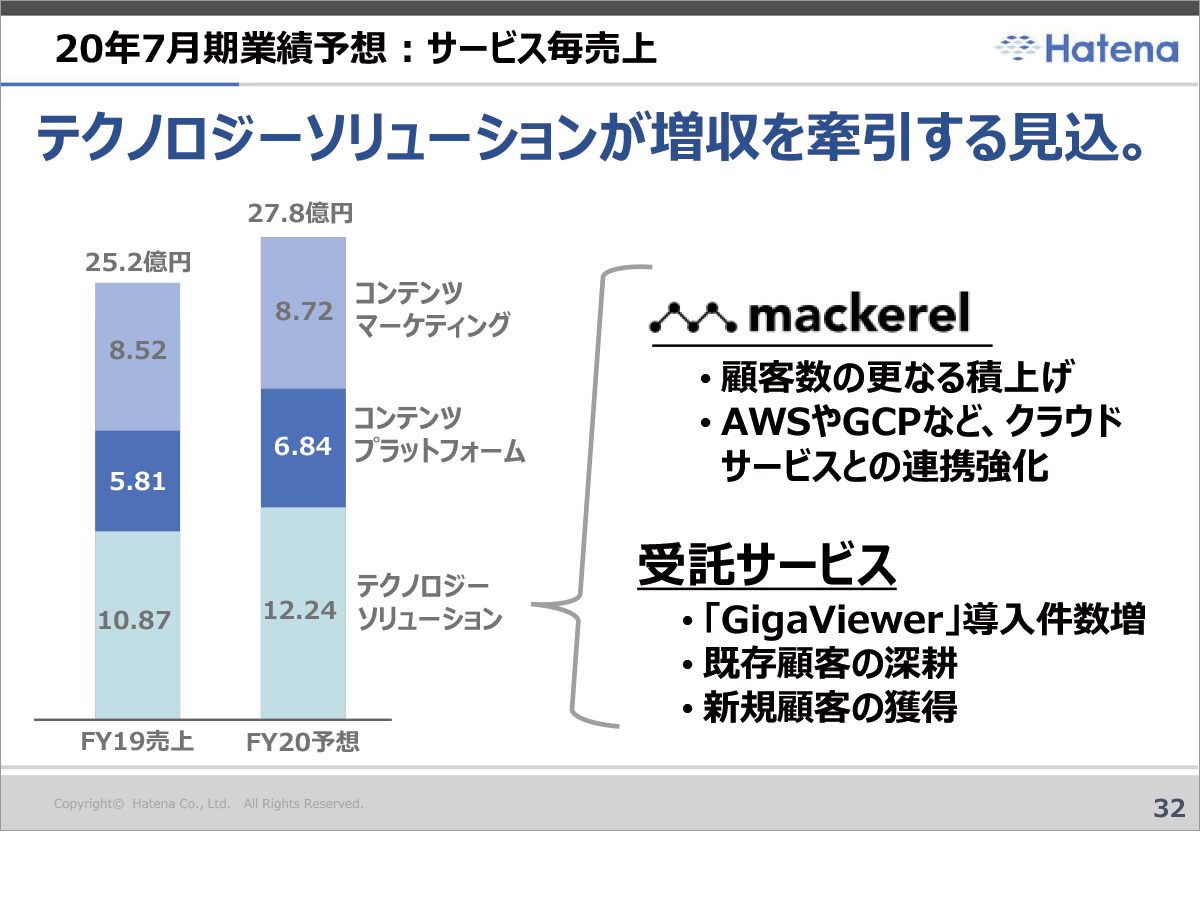 20年7月期業績予想：サービス毎売上
Hatena
テクノロジーソリューションが増収を牽引する見込。
27.8億円
25.2億円
8.52
5.81
10.87
8.72
6.84
12.24
コンテンツ
マーケティング
コンテンツ
プラットフォーム
テクノロジー
ソリューション
FY19売上
FY20予想
mackerel
• 顧客数の更なる積上げ
• AWSやGCPなど、クラウド
サービスとの連携強化
受託サービス
• 「GigaViewer」導入件数増
• 既存顧客の深耕
• 新規顧客の獲得
Copyright© Hatena Co., Ltd. All Rights Reserved.
32